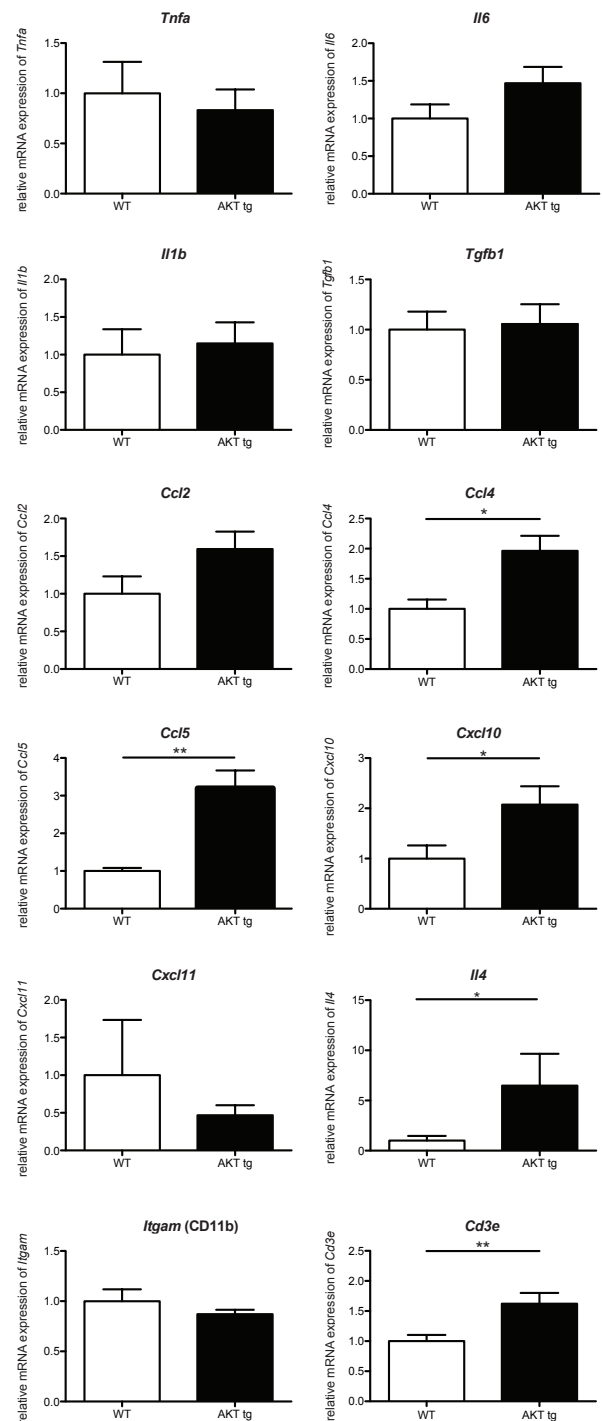 Tnfa
relative mRNA expression of Tnfa
1.5
1.0
0.5
0.0
WT
AKT tg
Il6
relative mRNA expression of Il6
2.0
1.5
1.0
0.5
0.0
WT
AKT tg
Il1b
relative mRNA expression of Il1b
2.0
1.5
1.0
0.5
0.0
WT
AKT tg
Tgfb1
relative mRNA expression of Tgfb1
1.5
1.0
0.5
0.0
WT
AKT tg
Ccl2
relative mRNA expression of Ccl2
2.0
1.5
1.0
0.5
0.0
WT
AKT tg
Ccl4
relative mRNA expression of Ccl4
2.5
2.0
1.5
1.0
0.5
0.0
*
WT
AKT tg
Ccl5
relative mRNA expression of Ccl5
4
3
2
1
0
**
WT
AKT tg
Cxcl10
relative mRNA expression of Cxcl10
3
2
1
0
*
WT
AKT tg
Cxcl11
relative mRNA expression of Cxcl11
2.0
1.5
1.0
0.5
0.0
WT
AKT tg
Il4
relative mRNA expression of Il4
15
10
5
0
*
WT
AKT tg
Itgam (CD11b)
relative mRNA expression of Itgam
1.5
1.0
0.5
0.0
WT
AKT tg
Cd3e
relative mRNA expression of Cd3e
2.5
2.0
1.5
1.0
0.5
0.0
**
WT
AKT tg